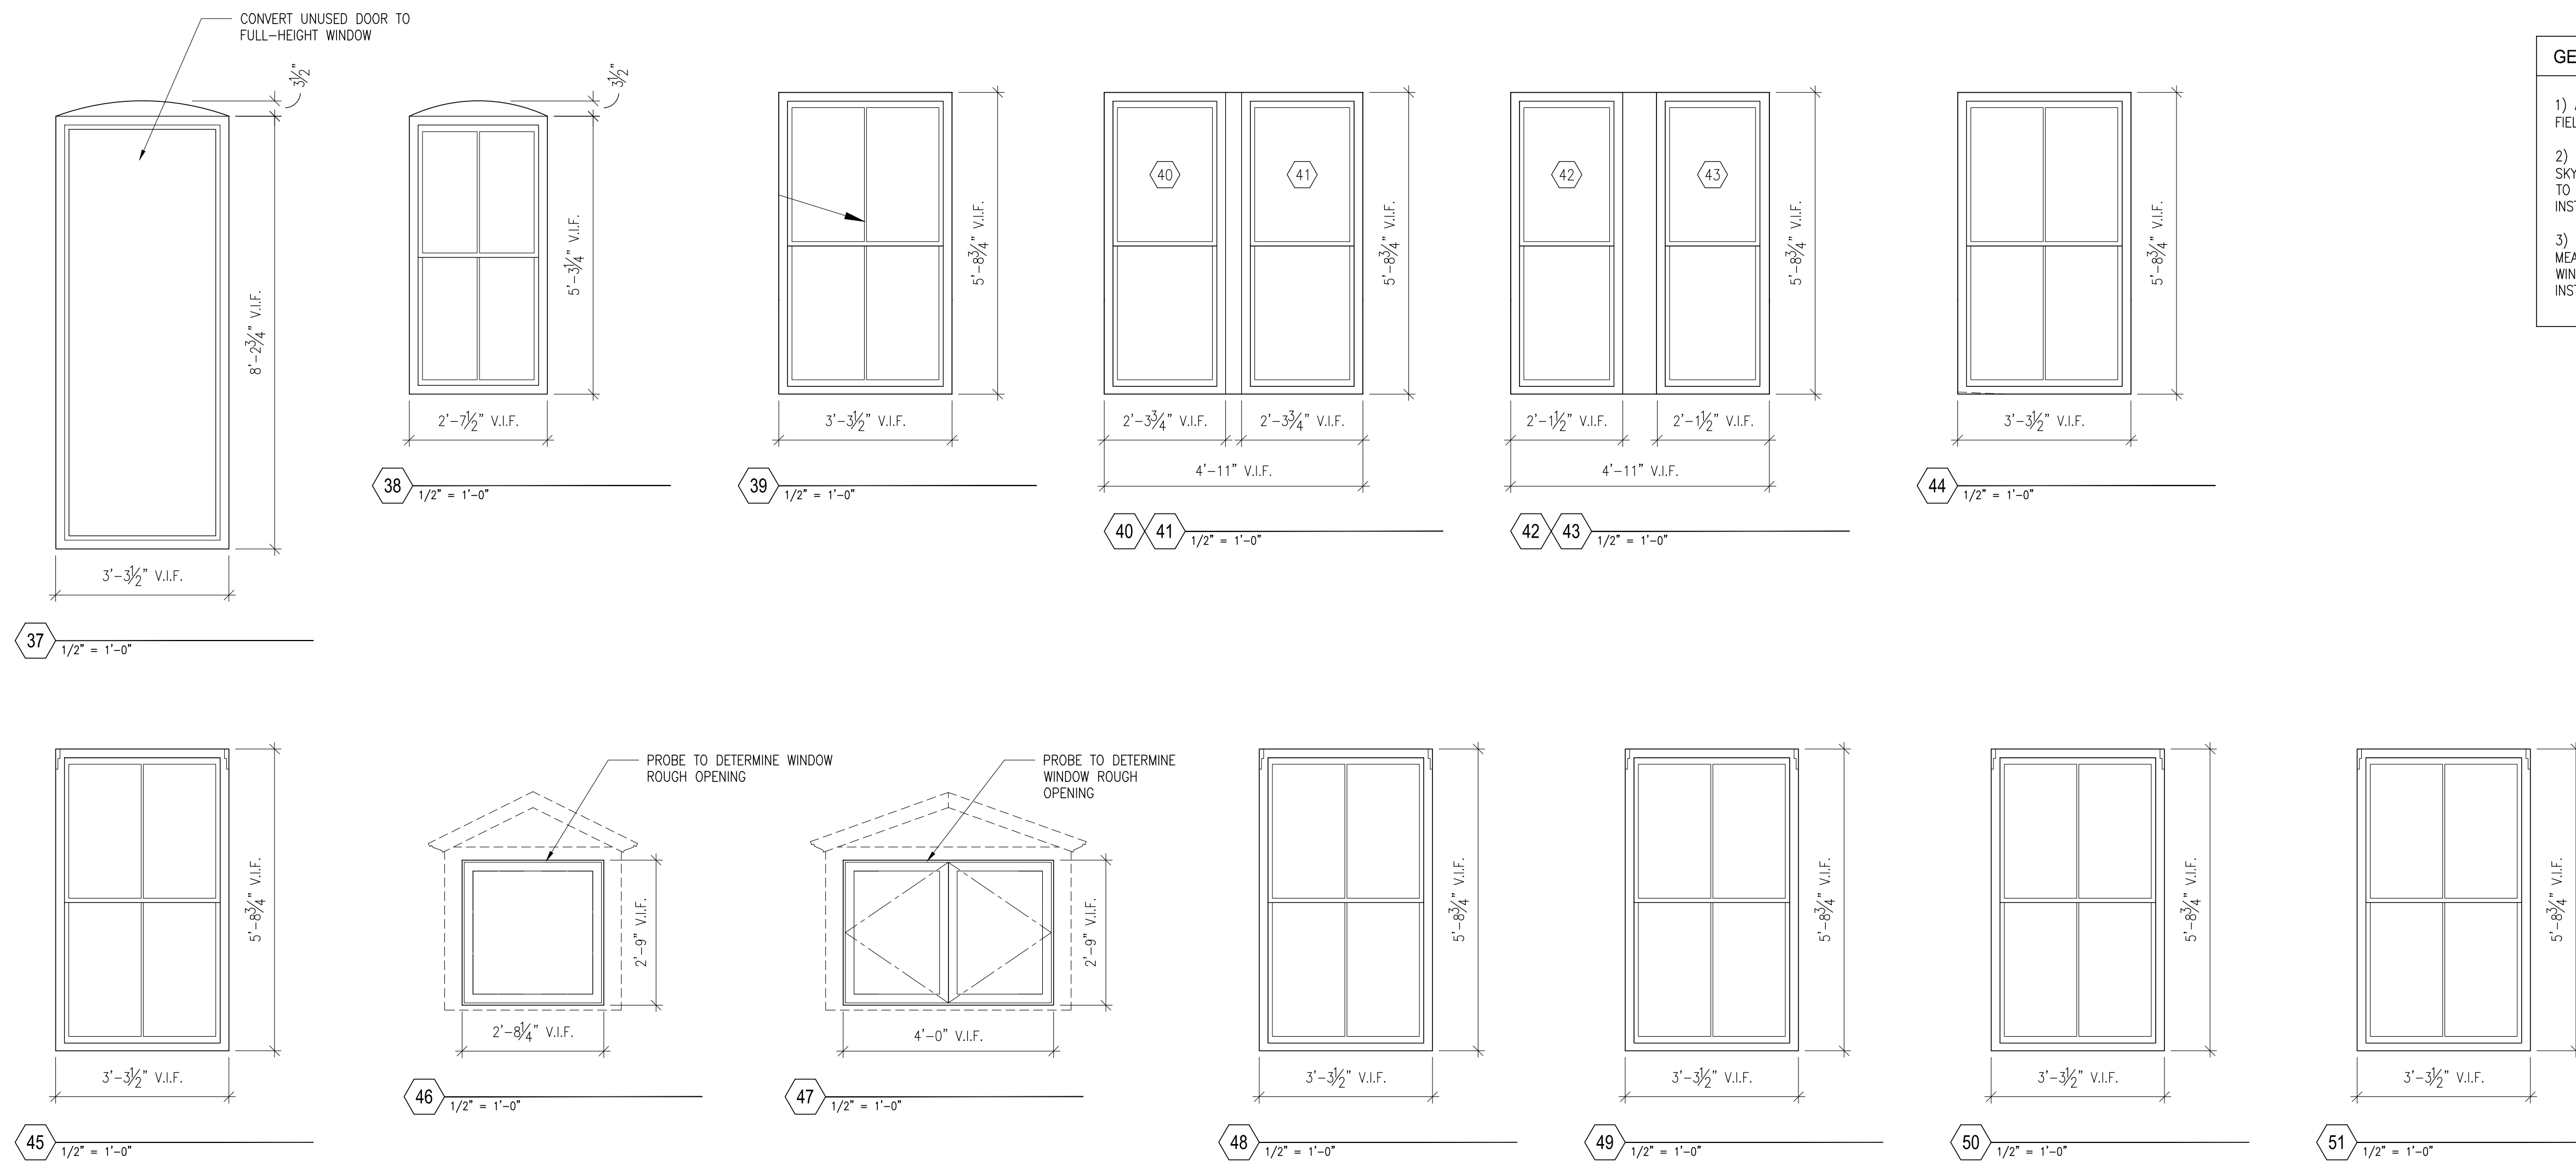 CONVERT UNUSED DOOR TO
FULL-HEIGHT WINDOW
3½"
8'-2¾" V.I.F.
3'-3½" V.I.F.
37
1/2" = 1'-0"
3½"
5'-3¼" V.I.F.
2'-7½" V.I.F.
38
1/2" = 1'-0"
5'-8¾" V.I.F.
3'-3½" V.I.F.
39
1/2" = 1'-0"
40
41
5'-8¾" V.I.F.
2'-3¾" V.I.F.
2'-3¾" V.I.F.
4'-11" V.I.F.
40
41
1/2" = 1'-0"
42
43
5'-8¾" V.I.F.
2'-1½" V.I.F.
2'-1½" V.I.F.
4'-11" V.I.F.
42
43
1/2" = 1'-0"
5'-8¾" V.I.F.
3'-3½" V.I.F.
44
1/2" = 1'-0"
GE
1)
FIEL
2)
SKY
TO
INST
3)
MEA
WIN
INST
5'-8¾" V.I.F.
3'-3½" V.I.F.
45
1/2" = 1'-0"
PROBE TO DETERMINE WINDOW
ROUGH OPENING
2'-9" V.I.F.
2'-8¼" V.I.F.
46
1/2" = 1'-0"
PROBE TO DETERMINE
WINDOW ROUGH
OPENING
2'-9" V.I.F.
4'-0" V.I.F.
47
1/2" = 1'-0"
5'-8¾" V.I.F.
3'-3½" V.I.F.
48
1/2" = 1'-0"
5'-8¾" V.I.F.
3'-3½" V.I.F.
49
1/2" = 1'-0"
5'-8¾" V.I.F.
3'-3½" V.I.F.
50
1/2" = 1'-0"
5'-8¾" V.I.F.
3'-3½" V.I.F.
51
1/2" = 1'-0"